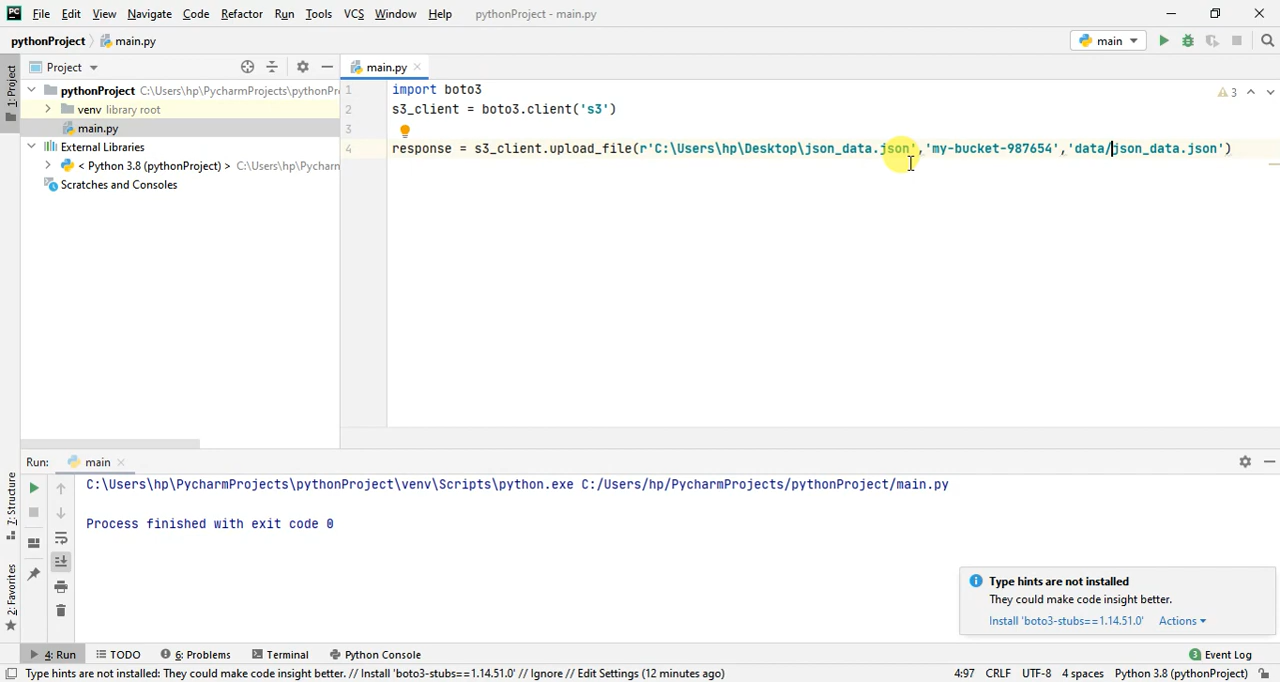 PC File Edit View Navigate Code Refactor Run Tools VCS Window Help pythonProject - main.py
pythonProject main.py main
Project main.py
pythonProject C:\Users\hp\PycharmProjects\pythonPr
venv library root
main.py
External Libraries
< Python 3.8 (pythonProject) > C:\Users\hp\Pycharm
Scratches and Consoles
1: Project
1 import boto3
2 s3_client = boto3.client('s3')
3
4 response = s3_client.upload_file(r'C:\Users\hp\Desktop\json_data.json','my-bucket-987654','data/json_data.json')
3
Run: main
C:\Users\hp\PycharmProjects\pythonProject\venv\Scripts\python.exe C:/Users/hp/PycharmProjects/pythonProject/main.py
Process finished with exit code 0
Z: Structure
2: Favorites
Type hints are not installed
They could make code insight better.
Install 'boto3-stubs==1.14.51.0' Actions
4: Run TODO 6: Problems Terminal Python Console 3 Event Log
Type hints are not installed: They could make code insight better. // Install 'boto3-stubs==1.14.51.0' // Ignore // Edit Settings (12 minutes ago) 4:97 CRLF UTF-8 4 spaces Python 3.8 (pythonProject)